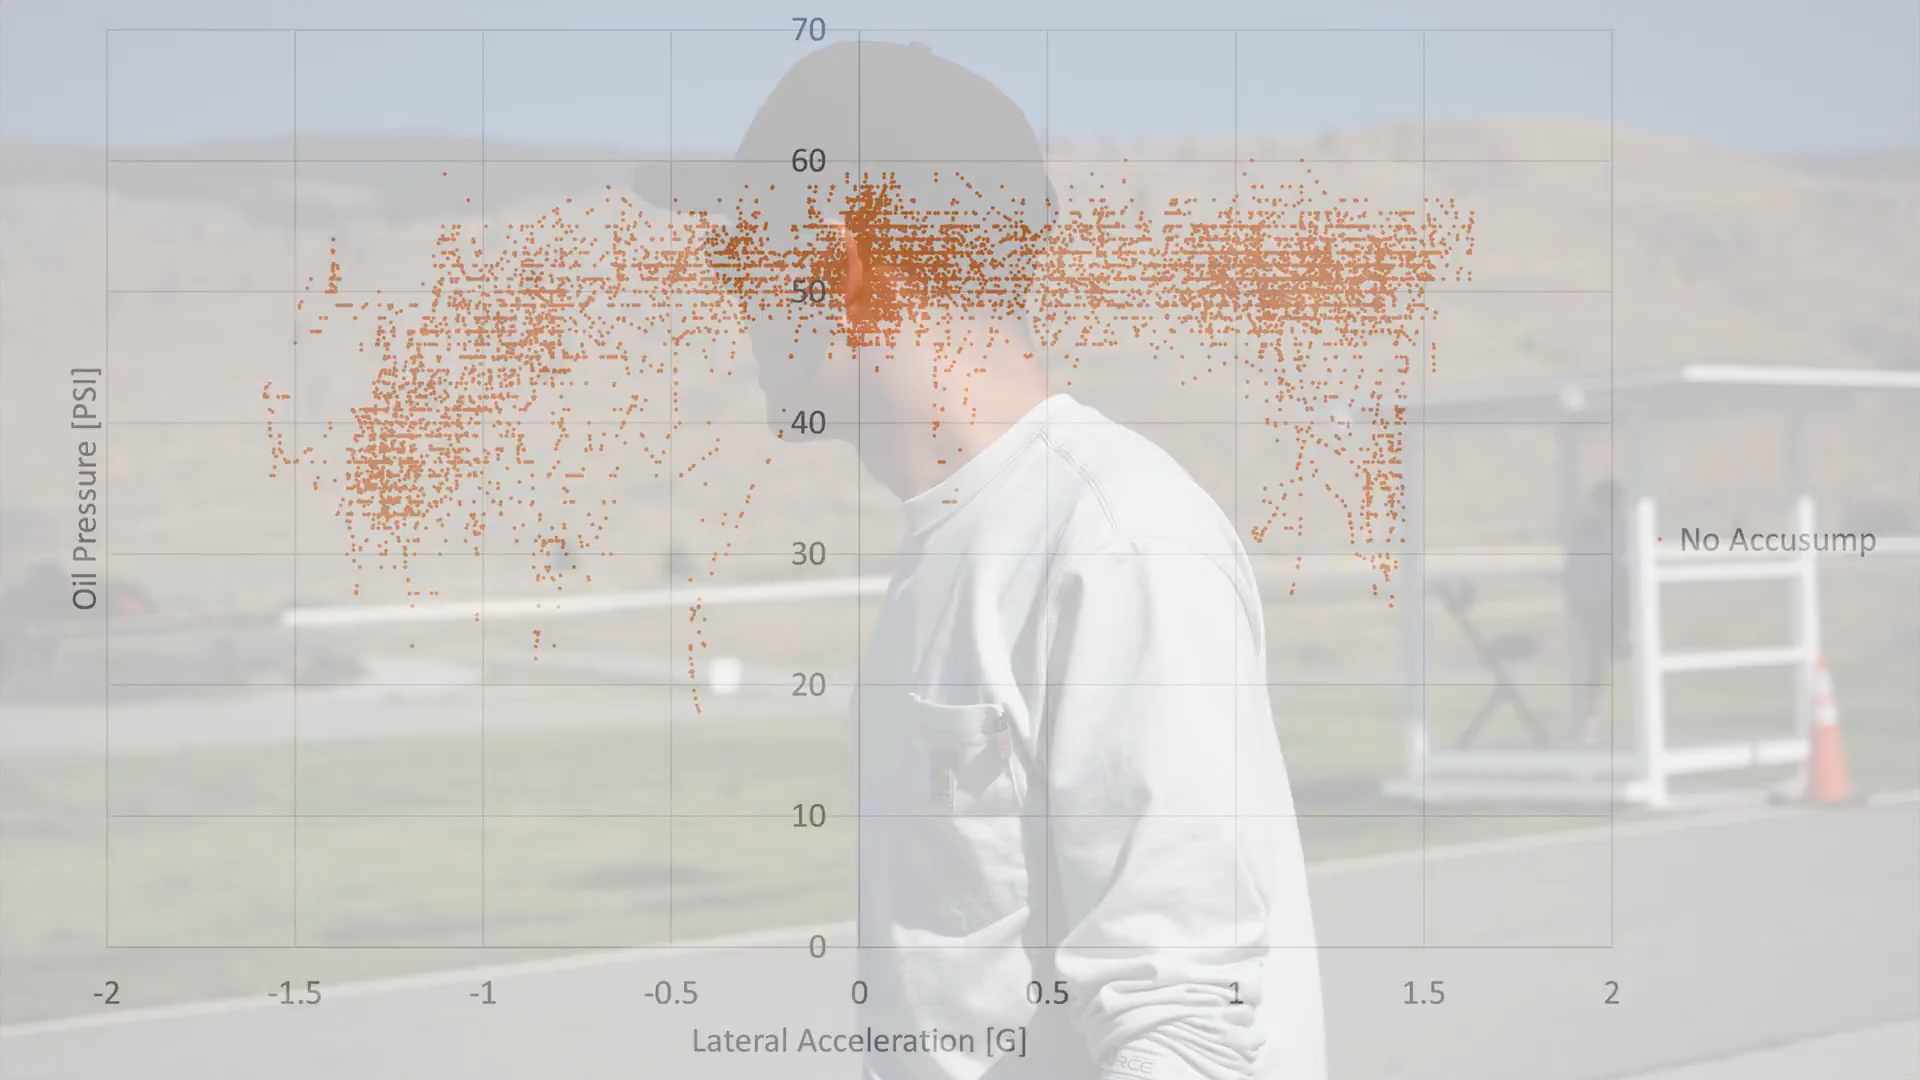 70
60
50
40
30
20
10
0
Oil Pressure [PSI]
-2 -1.5 -1 -0.5 0 0.5 1 1.5 2
Lateral Acceleration [G]
No Accusump